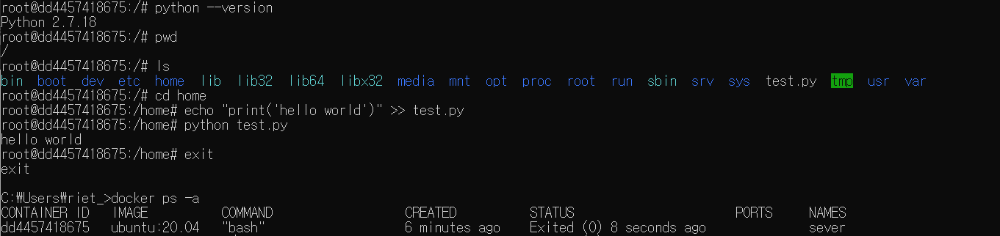 root@dd4457418675:/# python --version
Python 2.7.18
root@dd4457418675:/# pwd
/
root@dd4457418675:/# ls
bin boot dev etc home lib lib32 lib64 libx32 media mnt opt proc root run sbin srv sys test.py tmp usr var
root@dd4457418675:/# cd home
root@dd4457418675:/home# echo "print('hello world')" >> test.py
root@dd4457418675:/home# python test.py
hello world
root@dd4457418675:/home# exit
exit
C:₩Users₩riet_>docker ps -a
CONTAINER ID IMAGE COMMAND CREATED STATUS PORTS NAMES
dd4457418675 ubuntu:20.04 "bash" 6 minutes ago Exited (0) 8 seconds ago sever